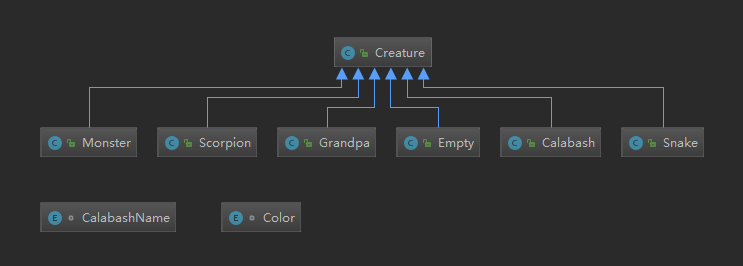 C Creature
C Monster
C Scorpion
C Grandpa
C Empty
C Calabash
C Snake
E CalabashName
E Color